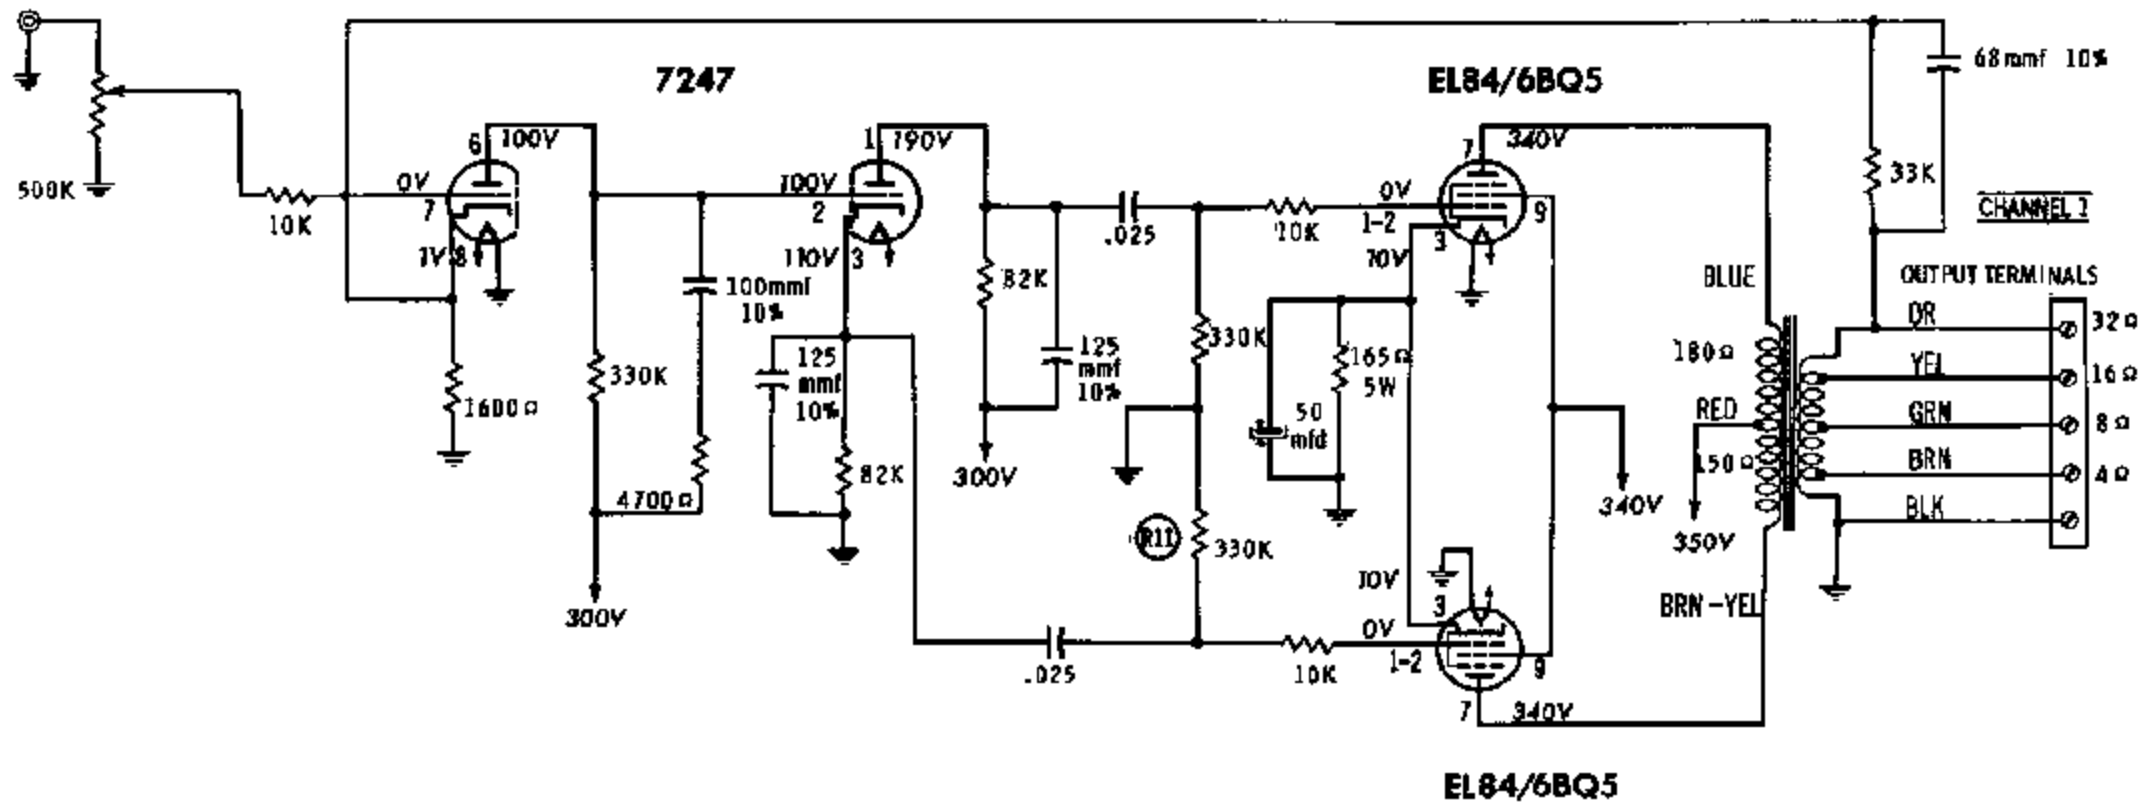 7247
EL84/6BQ5
68mmf 10%
6
100V
1
190V
7
340V
500K
10K
0V
7
100V
2
.025
10K
0V
1-2
9
33K
CHANNEL 1
1V
8
110V
3
3
10V
100mmf
10%
82K
BLUE
OUTPUT TERMINALS
OR
32Ω
330K
1600Ω
125
mmf
10%
125
mmf
10%
330K
165Ω
5W
180Ω
YEL
16Ω
50
mfd
RED
GRN
8Ω
4700Ω
82K
300V
150Ω
BRN
4Ω
340V
350V
BLK
R11
330K
300V
10V
3
BRN-YEL
.025
10K
0V
1-2
9
7
340V
EL84/6BQ5